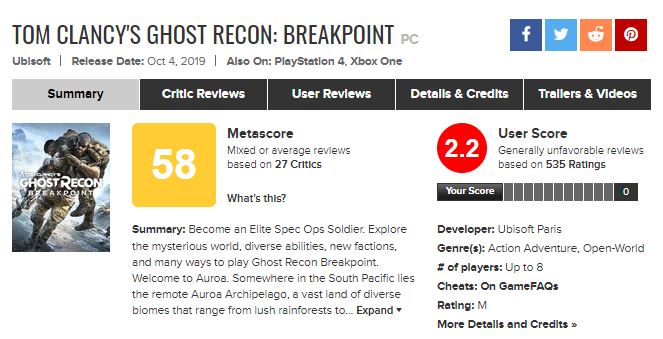 TOM CLANCY'S GHOST RECON: BREAKPOINT PC
Ubisoft | Release Date: Oct 4, 2019 | Also On: PlayStation 4, Xbox One
Summary Critic Reviews User Reviews Details & Credits Trailers & Videos
TOM CLANCY'S
GHOST RECON
BREAKPOINT
58
Metascore
Mixed or average reviews
based on 27 Critics
What's this?
Summary: Become an Elite Spec Ops Soldier. Explore
the mysterious world, diverse abilities, new factions,
and many ways to play Ghost Recon Breakpoint.
Welcome to Auroa. Somewhere in the South Pacific lies
the remote Auroa Archipelago, a vast land of diverse
biomes that range from lush rainforests to... Expand
2.2
User Score
Generally unfavorable reviews
based on 535 Ratings
Your Score 0
Developer: Ubisoft Paris
Genre(s): Action Adventure, Open-World
# of players: Up to 8
Cheats: On GameFAQs
Rating: M
More Details and Credits »